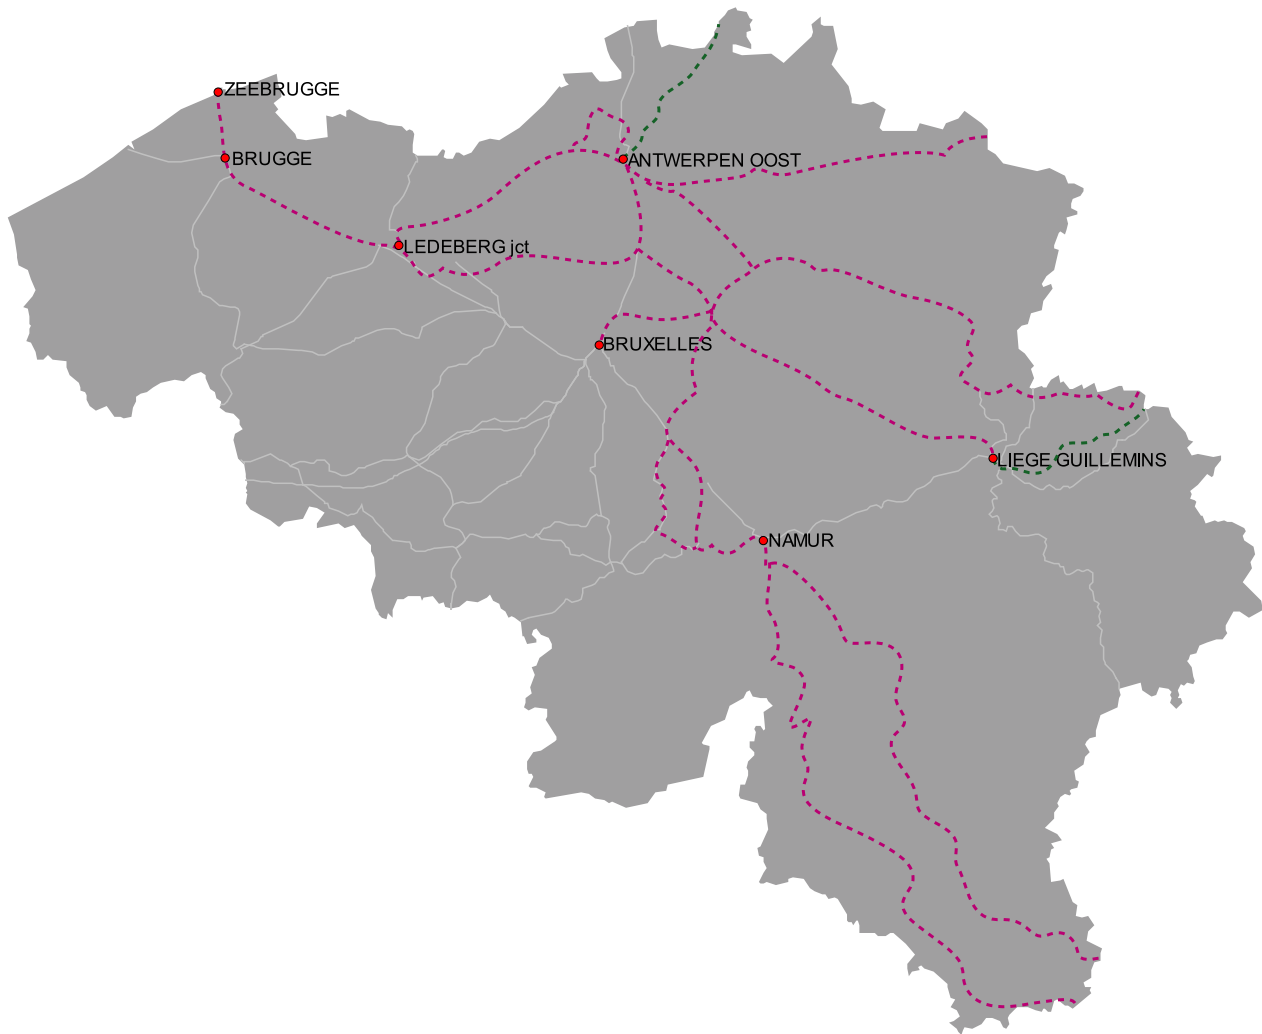 ZEEBRUGGE
BRUGGE
ANTWERPEN OOST
LEDEBERG jct
BRUXELLES
LIEGE GUILLEMINS
NAMUR